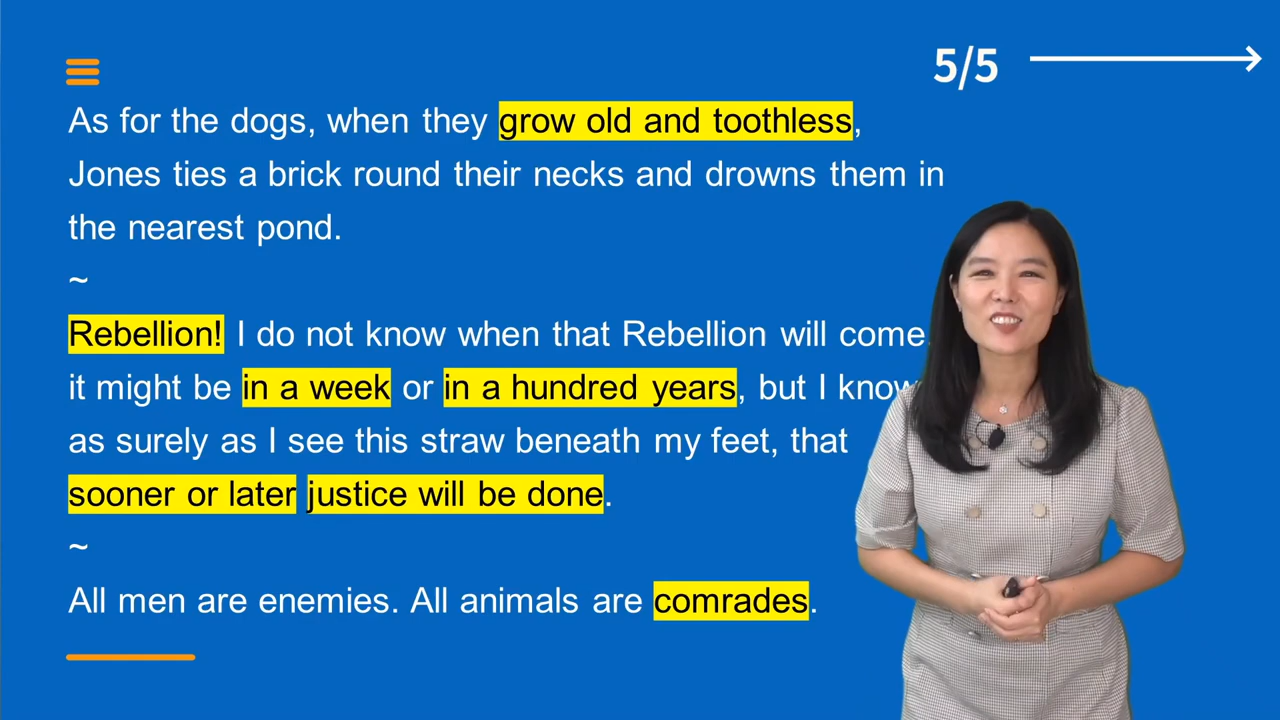 5/5
As for the dogs, when they grow old and toothless,
Jones ties a brick round their necks and drowns them in
the nearest pond.
~
Rebellion! I do not know when that Rebellion will come,
it might be in a week or in a hundred years, but I know,
as surely as I see this straw beneath my feet, that
sooner or later justice will be done.
~
All men are enemies. All animals are comrades.